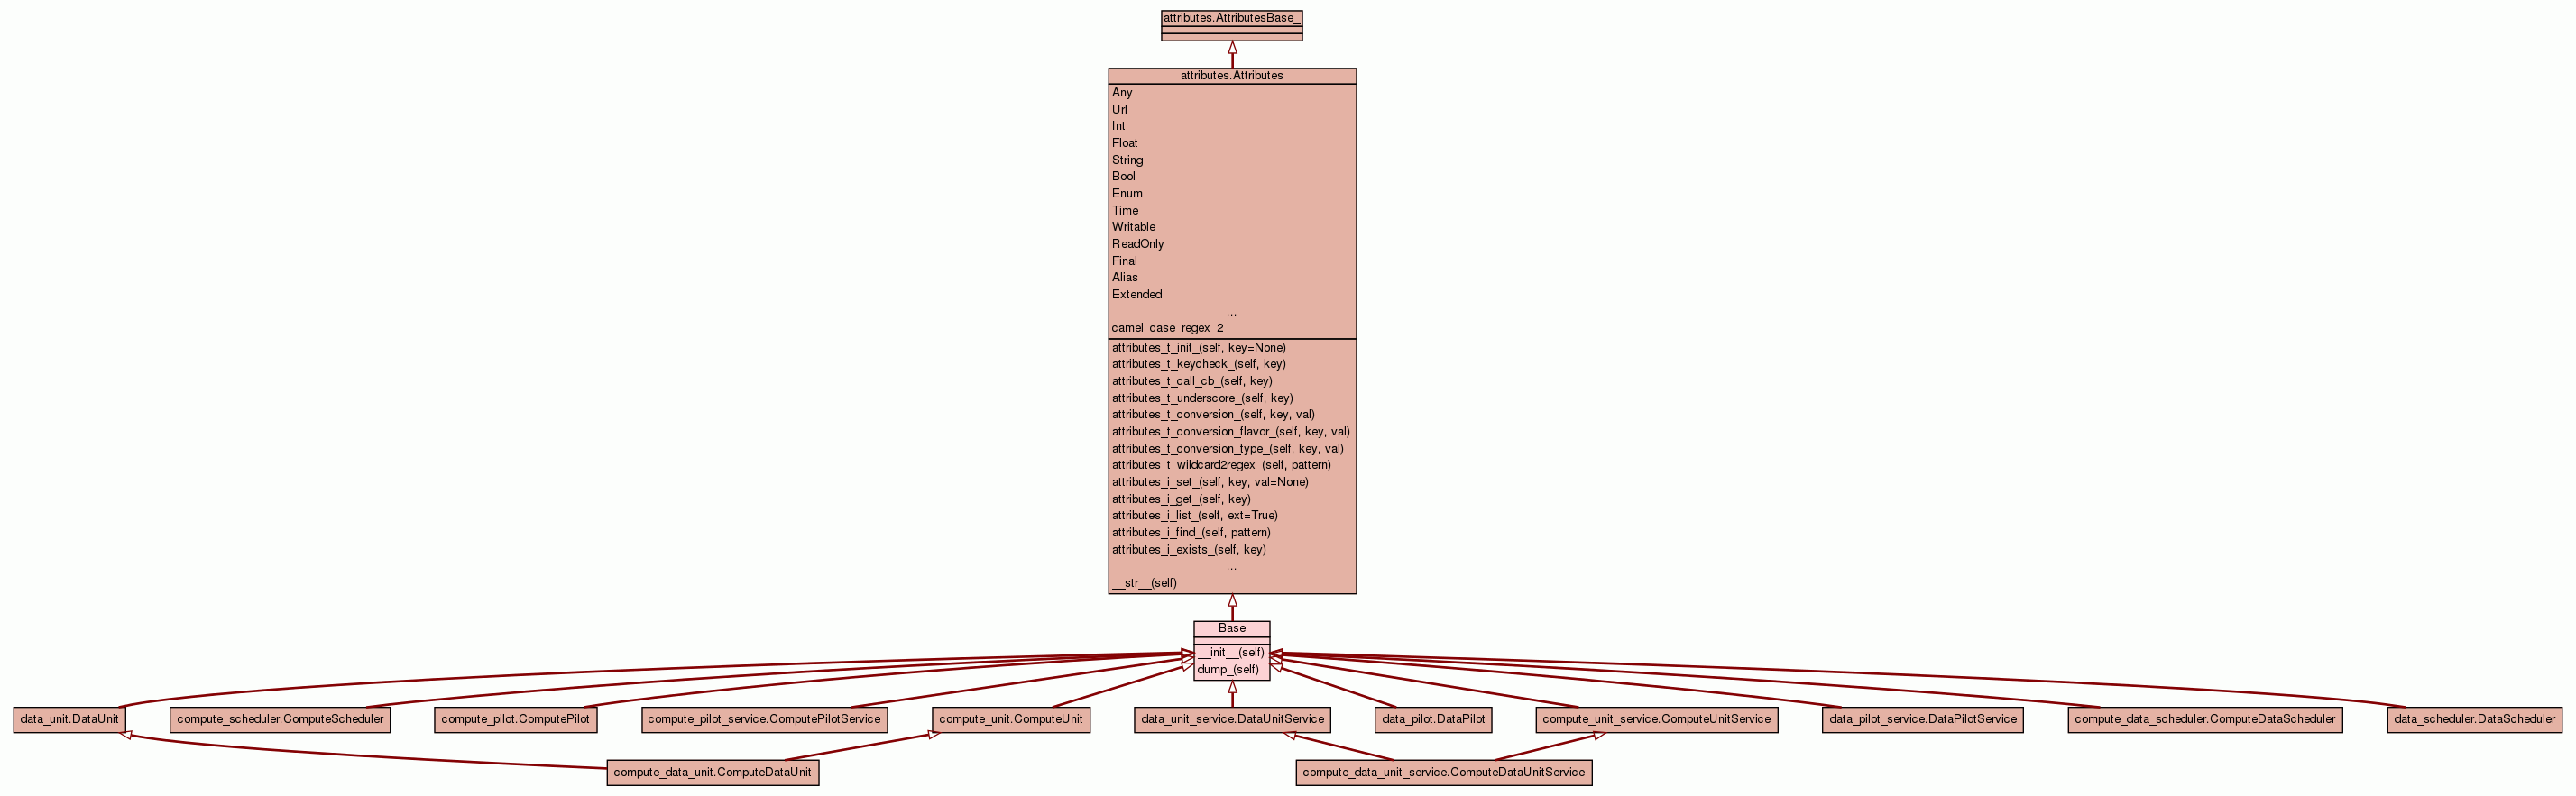 attributes.AttributesBase_
attributes.Attributes
Any
Url
Int
Float
String
Bool
Enum
Time
Writable
ReadOnly
Final
Alias
Extended
...
camel_case_regex_2_
attributes_t_init_(self, key=None)
attributes_t_keycheck_(self, key)
attributes_t_call_cb_(self, key)
attributes_t_underscore_(self, key)
attributes_t_conversion_(self, key, val)
attributes_t_conversion_flavor_(self, key, val)
attributes_t_conversion_type_(self, key, val)
attributes_t_wildcard2regex_(self, pattern)
attributes_i_set_(self, key, val=None)
attributes_i_get_(self, key)
attributes_i_list_(self, ext=True)
attributes_i_find_(self, pattern)
attributes_i_exists_(self, key)
...
__str__(self)
Base
__init__(self)
dump_(self)
data_unit.DataUnit
compute_scheduler.ComputeScheduler
compute_pilot.ComputePilot
compute_pilot_service.ComputePilotService
compute_unit.ComputeUnit
data_unit_service.DataUnitService
data_pilot.DataPilot
compute_unit_service.ComputeUnitService
data_pilot_service.DataPilotService
compute_data_scheduler.ComputeDataScheduler
data_scheduler.DataScheduler
compute_data_unit.ComputeDataUnit
compute_data_unit_service.ComputeDataUnitService